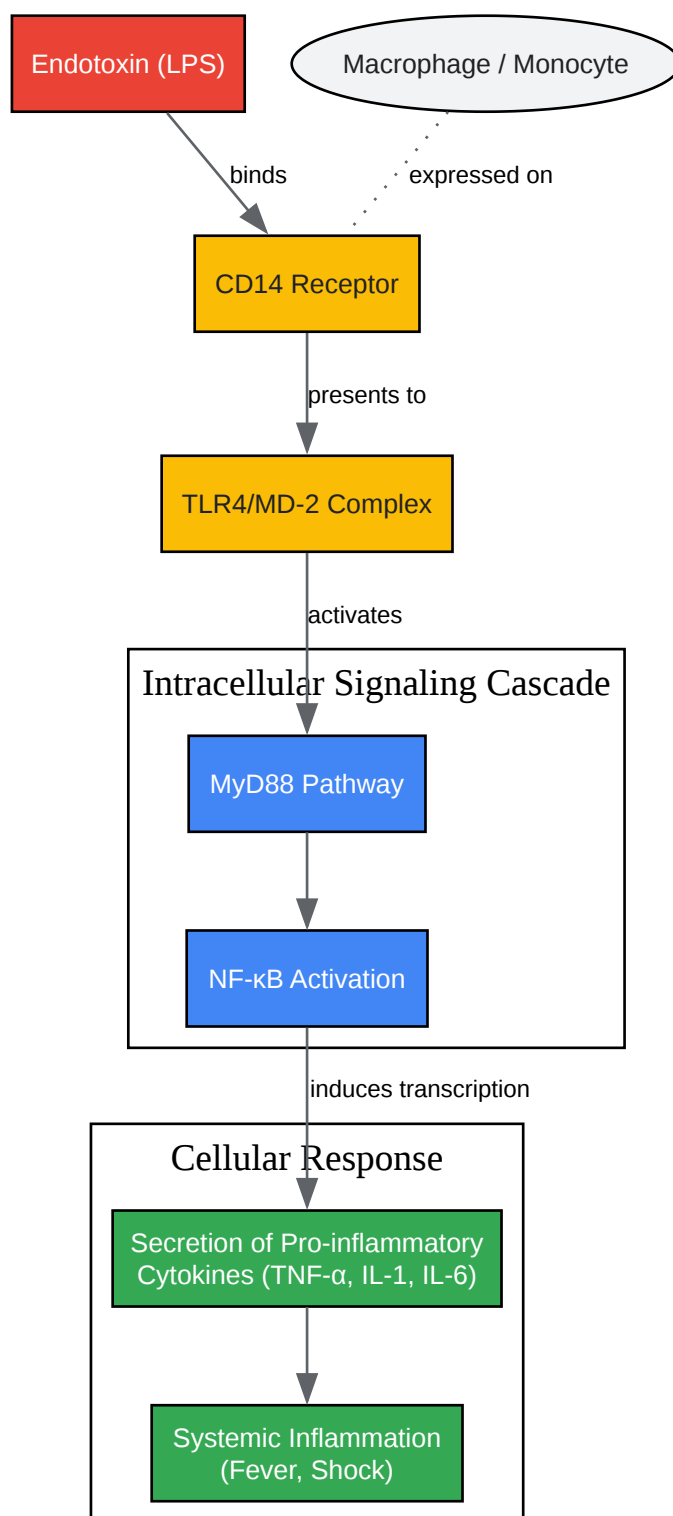 Endotoxin (LPS)
Macrophage / Monocyte
binds
expressed on
CD14 Receptor
presents to
TLR4/MD-2 Complex
activates
Intracellular Signaling Cascade
MyD88 Pathway
NF-κB Activation
induces transcription
Cellular Response
Secretion of Pro-inflammatory
Cytokines (TNF-α, IL-1, IL-6)
Systemic Inflammation
(Fever, Shock)